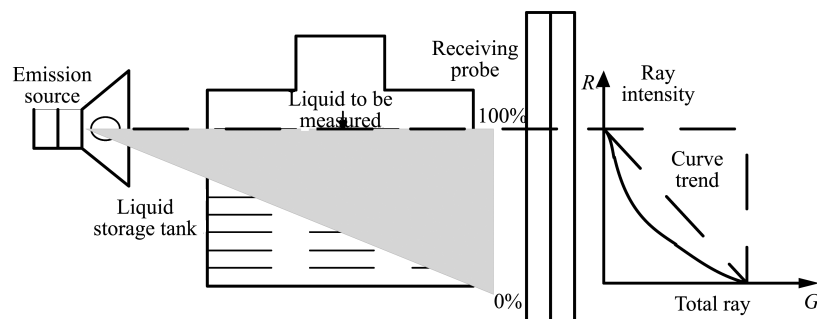 Emission
source
Liquid
storage tank
Liquid to be
measured
Receiving
probe
100%
0%
R
Ray
intensity
Curve
trend
Total ray
G